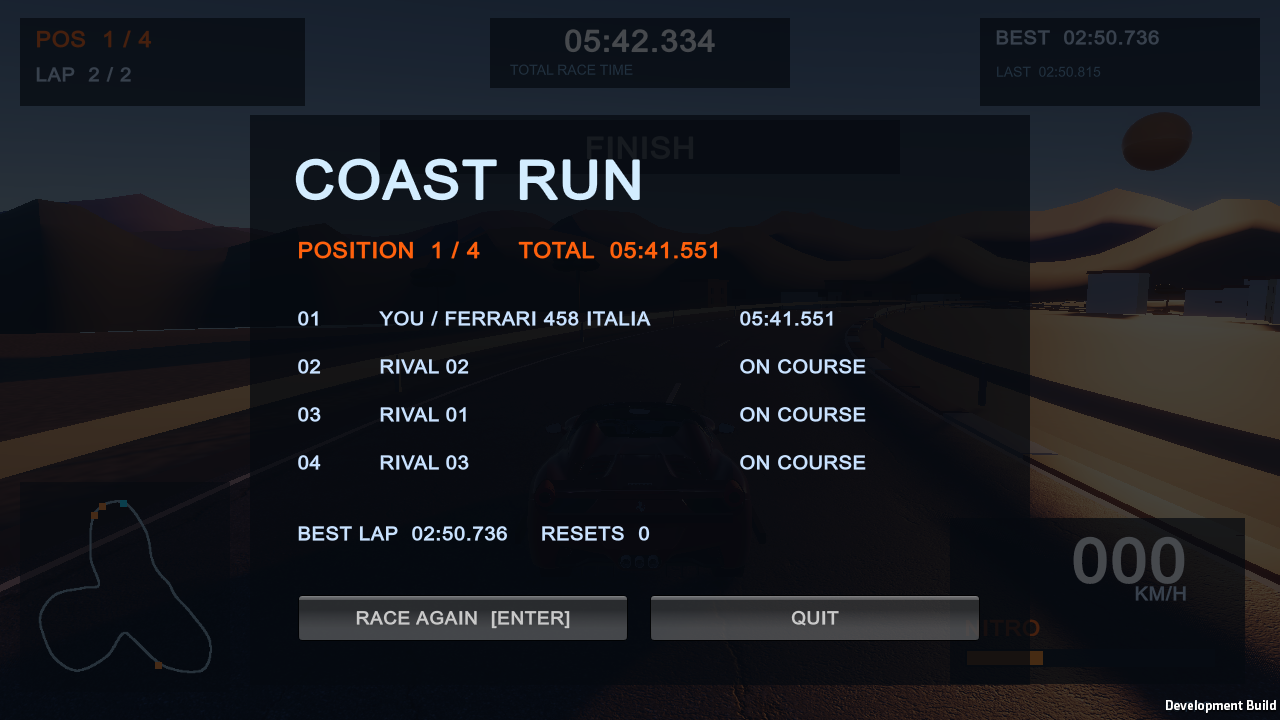 POS 1 / 4
LAP 2 / 2
05:42.334
TOTAL RACE TIME
BEST 02:50.736
LAST 02:50.815
FINISH
COAST RUN
POSITION 1 / 4 TOTAL 05:41.551
01 YOU / FERRARI 458 ITALIA 05:41.551
02 RIVAL 02 ON COURSE
03 RIVAL 01 ON COURSE
04 RIVAL 03 ON COURSE
BEST LAP 02:50.736 RESETS 0
RACE AGAIN [ENTER] QUIT
000
KM/H
NITRO
Development Build